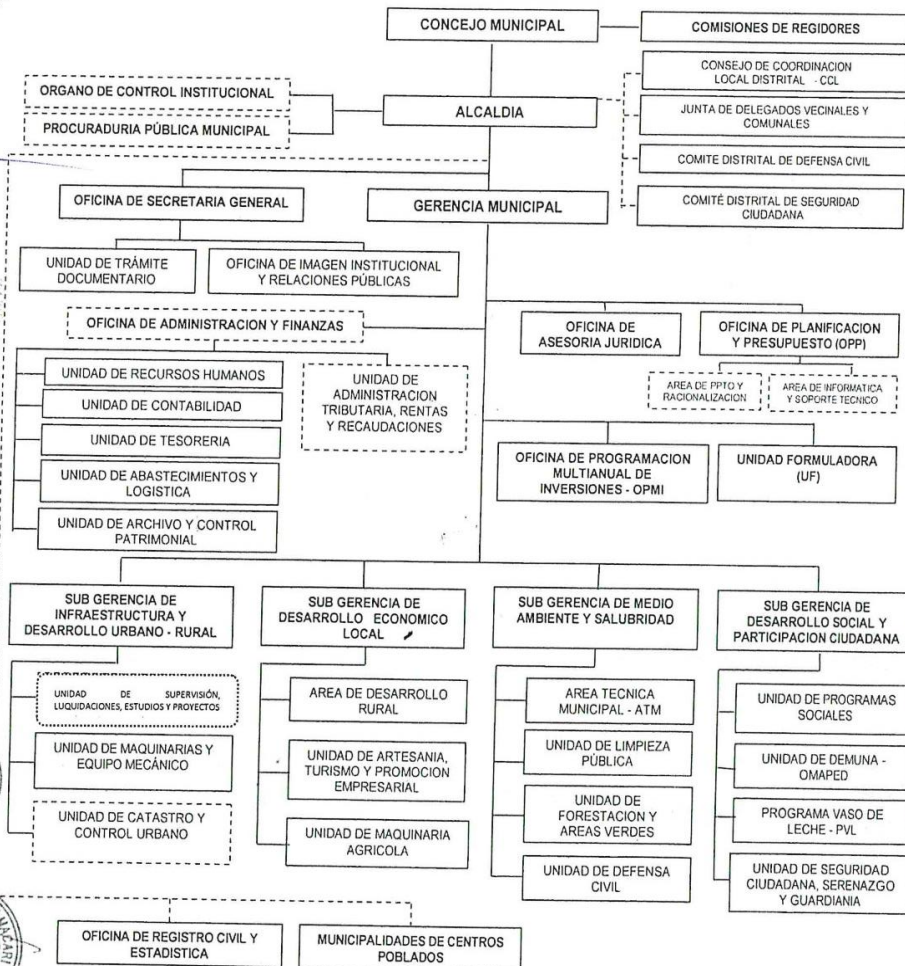 CONCEJO MUNICIPAL
COMISIONES DE REGIDORES
CONSEJO DE COORDINACION
LOCAL DISTRITAL - CCL
ORGANO DE CONTROL INSTITUCIONAL
ALCALDIA
JUNTA DE DELEGADOS VECINALES Y
COMUNALES
PROCURADURIA PÚBLICA MUNICIPAL
COMITE DISTRITAL DE DEFENSA CIVIL
OFICINA DE SECRETARIA GENERAL
GERENCIA MUNICIPAL
COMITÉ DISTRITAL DE SEGURIDAD
CIUDADANA
UNIDAD DE TRÁMITE
DOCUMENTARIO
OFICINA DE IMAGEN INSTITUCIONAL
Y RELACIONES PÚBLICAS
OFICINA DE ADMINISTRACION Y FINANZAS
OFICINA DE
ASESORIA JURIDICA
OFICINA DE PLANIFICACION
Y PRESUPUESTO (OPP)
UNIDAD DE RECURSOS HUMANOS
UNIDAD DE CONTABILIDAD
UNIDAD DE TESORERIA
UNIDAD DE ABASTECIMIENTOS Y
LOGISTICA
UNIDAD DE ARCHIVO Y CONTROL
PATRIMONIAL
UNIDAD DE
ADMINISTRACION
TRIBUTARIA, RENTAS
Y RECAUDACIONES
AREA DE PPTO Y
RACIONALIZACION
AREA DE INFORMATICA
Y SOPORTE TECNICO
OFICINA DE PROGRAMACION
MULTIANUAL DE
INVERSIONES - OPMI
UNIDAD FORMULADORA
(UF)
SUB GERENCIA DE
INFRAESTRUCTURA Y
DESARROLLO URBANO - RURAL
UNIDAD DE SUPERVISIÓN,
LUQUIDACIONES, ESTUDIOS Y PROYECTOS
UNIDAD DE MAQUINARIAS Y
EQUIPO MECÁNICO
UNIDAD DE CATASTRO Y
CONTROL URBANO
SUB GERENCIA DE
DESARROLLO ECONOMICO
LOCAL
AREA DE DESARROLLO
RURAL
UNIDAD DE ARTESANIA,
TURISMO Y PROMOCION
EMPRESARIAL
UNIDAD DE MAQUINARIA
AGRICOLA
SUB GERENCIA DE MEDIO
AMBIENTE Y SALUBRIDAD
AREA TECNICA
MUNICIPAL - ATM
UNIDAD DE LIMPIEZA
PÚBLICA
UNIDAD DE
FORESTACION Y
AREAS VERDES
UNIDAD DE DEFENSA
CIVIL
SUB GERENCIA DE
DESARROLLO SOCIAL Y
PARTICIPACION CIUDADANA
UNIDAD DE PROGRAMAS
SOCIALES
UNIDAD DE DEMUNA -
OMAPED
PROGRAMA VASO DE
LECHE - PVL
UNIDAD DE SEGURIDAD
CIUDADANA, SERENAZGO
Y GUARDIANIA
OFICINA DE REGISTRO CIVIL Y
ESTADISTICA
MUNICIPALIDADES DE CENTROS
POBLADOS